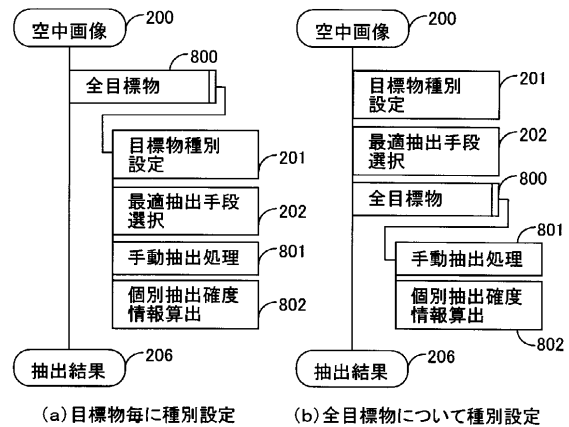 空中画像
200
全目標物
800
目標物種別
設定
201
最適抽出手段
選択
202
手動抽出処理
801
個別抽出確度
情報算出
802
抽出結果
206
(a)目標物毎に種別設定
空中画像
200
目標物種別
設定
201
最適抽出手段
選択
202
全目標物
800
手動抽出処理
801
個別抽出確度
情報算出
802
抽出結果
206
(b)全目標物について種別設定